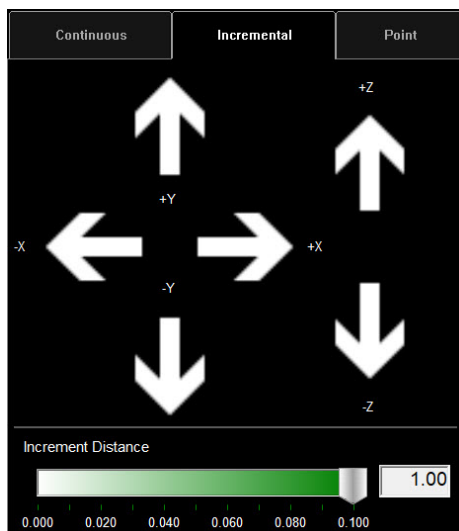 Continuous Incremental Point
+Z
+Y
-X +X
-Y
-Z
Increment Distance
1.00
0.000 0.020 0.040 0.060 0.080 0.100